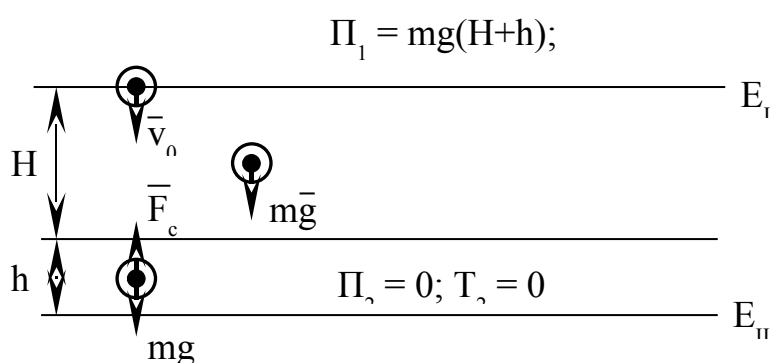 Π₁ = mg(H+h);
E_I
v̄₀
H
F̄_c
mḡ
h
Π₂ = 0; T₂ = 0
E_II
mg